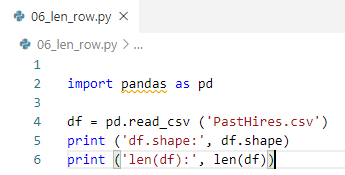 06_len_row.py ×
06_len_row.py > ...
1
2 import pandas as pd
3
4 df = pd.read_csv ('PastHires.csv')
5 print ('df.shape:', df.shape)
6 print ('len(df):', len(df))